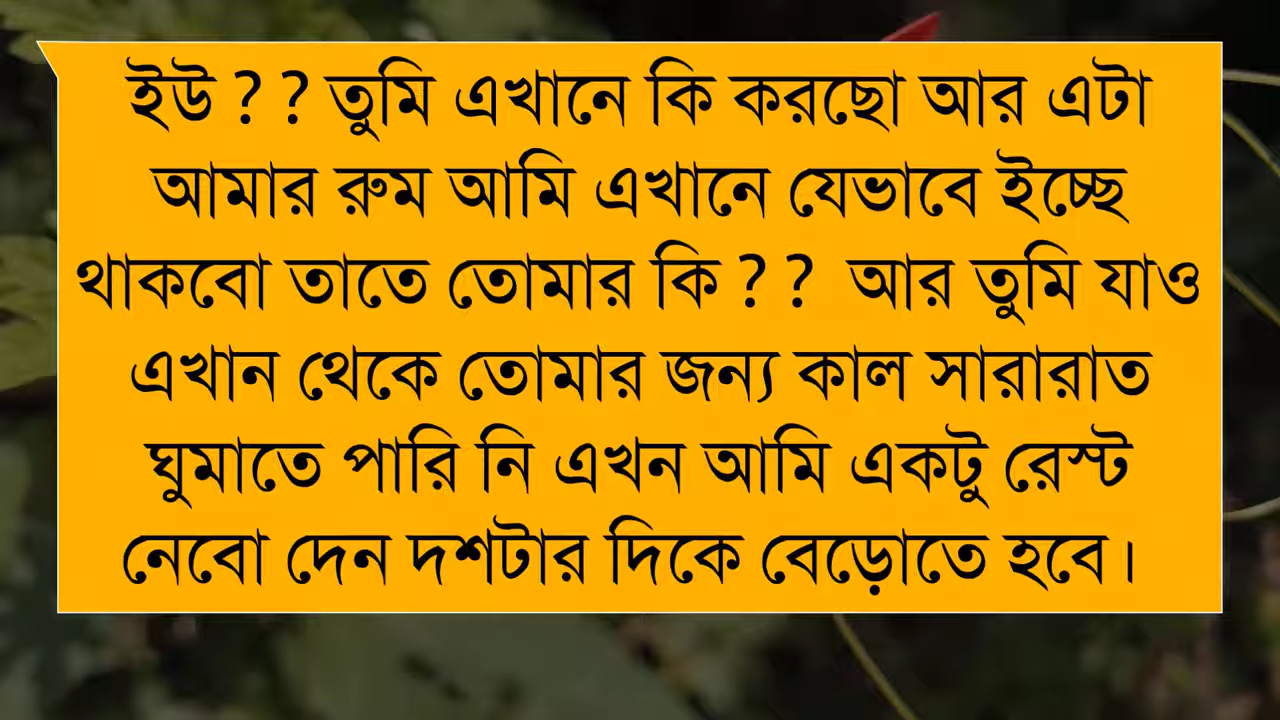 ইউ ? ? তুমি এখানে কি করছো আর এটা
আমার রুম আমি এখানে যেভাবে ইচ্ছে
থাকবো তাতে তোমার কি ? ? আর তুমি যাও
এখান থেকে তোমার জন্য কাল সারারাত
ঘুমাতে পারি নি এখন আমি একটু রেস্ট
নেবো দেন দশটার দিকে বেড়োতে হবে।